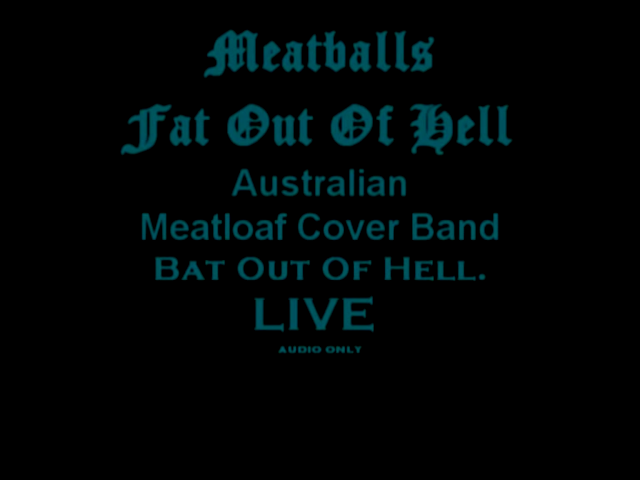 Meatballs
Fat Out Of Hell
Australian
Meatloaf Cover Band
BAT OUT OF HELL.
LIVE
AUDIO ONLY